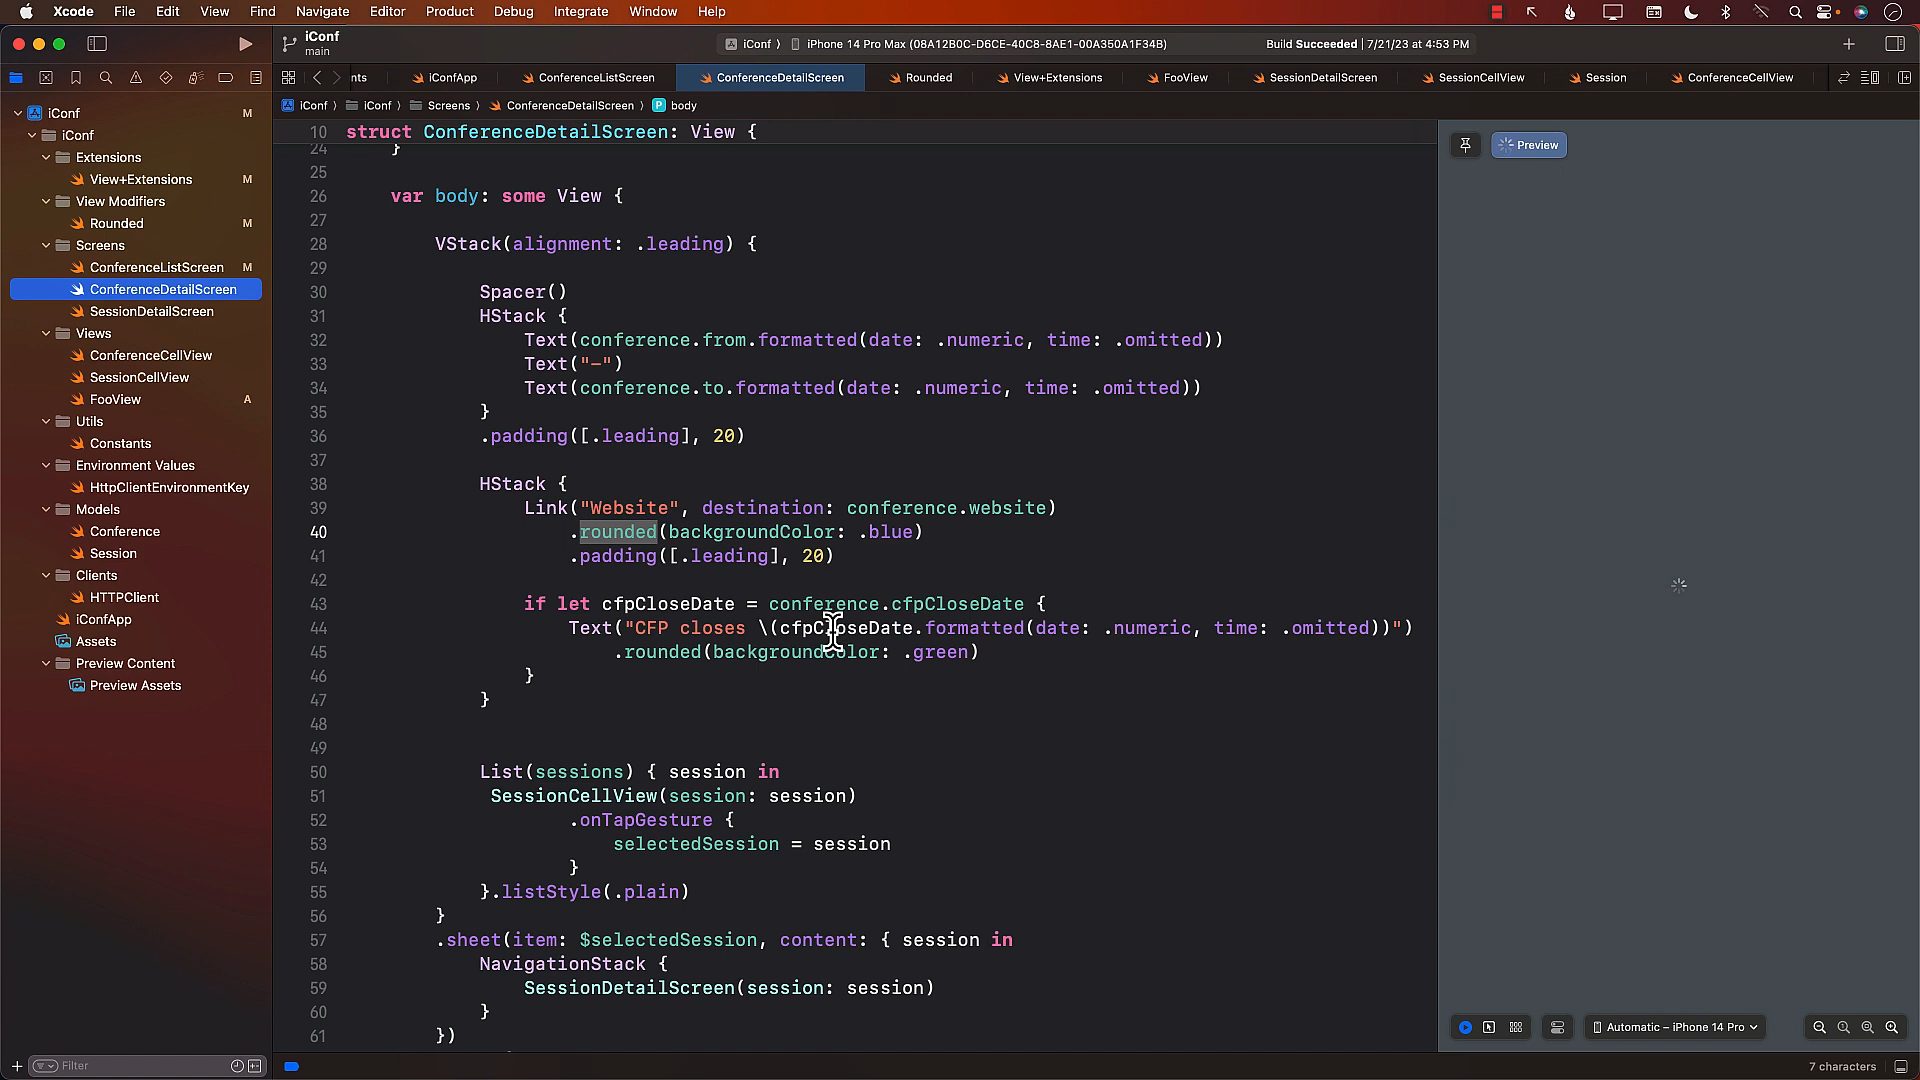 Xcode File Edit View Find Navigate Editor Product Debug Integrate Window Help
iConf
main
iConf iPhone 14 Pro Max (08A12B0C-D6CE-40C8-8AE1-00A350A1F34B) Build Succeeded | 7/21/23 at 4:53 PM
nts iConfApp ConferenceListScreen ConferenceDetailScreen Rounded View+Extensions FooView SessionDetailScreen SessionCellView Session ConferenceCellView
iConf iConf Screens ConferenceDetailScreen P body
iConf M
iConf
Extensions
View+Extensions M
View Modifiers
Rounded M
Screens
ConferenceListScreen M
ConferenceDetailScreen
SessionDetailScreen
Views
ConferenceCellView
SessionCellView
FooView A
Utils
Constants
Environment Values
HttpClientEnvironmentKey
Models
Conference
Session
Clients
HTTPClient
iConfApp
Assets
Preview Content
Preview Assets
Filter
10 struct ConferenceDetailScreen: View {
24 }
25
26 var body: some View {
27
28 VStack(alignment: .leading) {
29
30 Spacer()
31 HStack {
32 Text(conference.from.formatted(date: .numeric, time: .omitted))
33 Text("-")
34 Text(conference.to.formatted(date: .numeric, time: .omitted))
35 }
36 .padding([.leading], 20)
37
38 HStack {
39 Link("Website", destination: conference.website)
40 .rounded(backgroundColor: .blue)
41 .padding([.leading], 20)
42
43 if let cfpCloseDate = conference.cfpCloseDate {
44 Text("CFP closes \(cfpCloseDate.formatted(date: .numeric, time: .omitted))")
45 .rounded(backgroundColor: .green)
46 }
47 }
48
49
50 List(sessions) { session in
51 SessionCellView(session: session)
52 .onTapGesture {
53 selectedSession = session
54 }
55 }.listStyle(.plain)
56 }
57 .sheet(item: $selectedSession, content: { session in
58 NavigationStack {
59 SessionDetailScreen(session: session)
60 }
61 })
Preview
Automatic – iPhone 14 Pro
7 characters